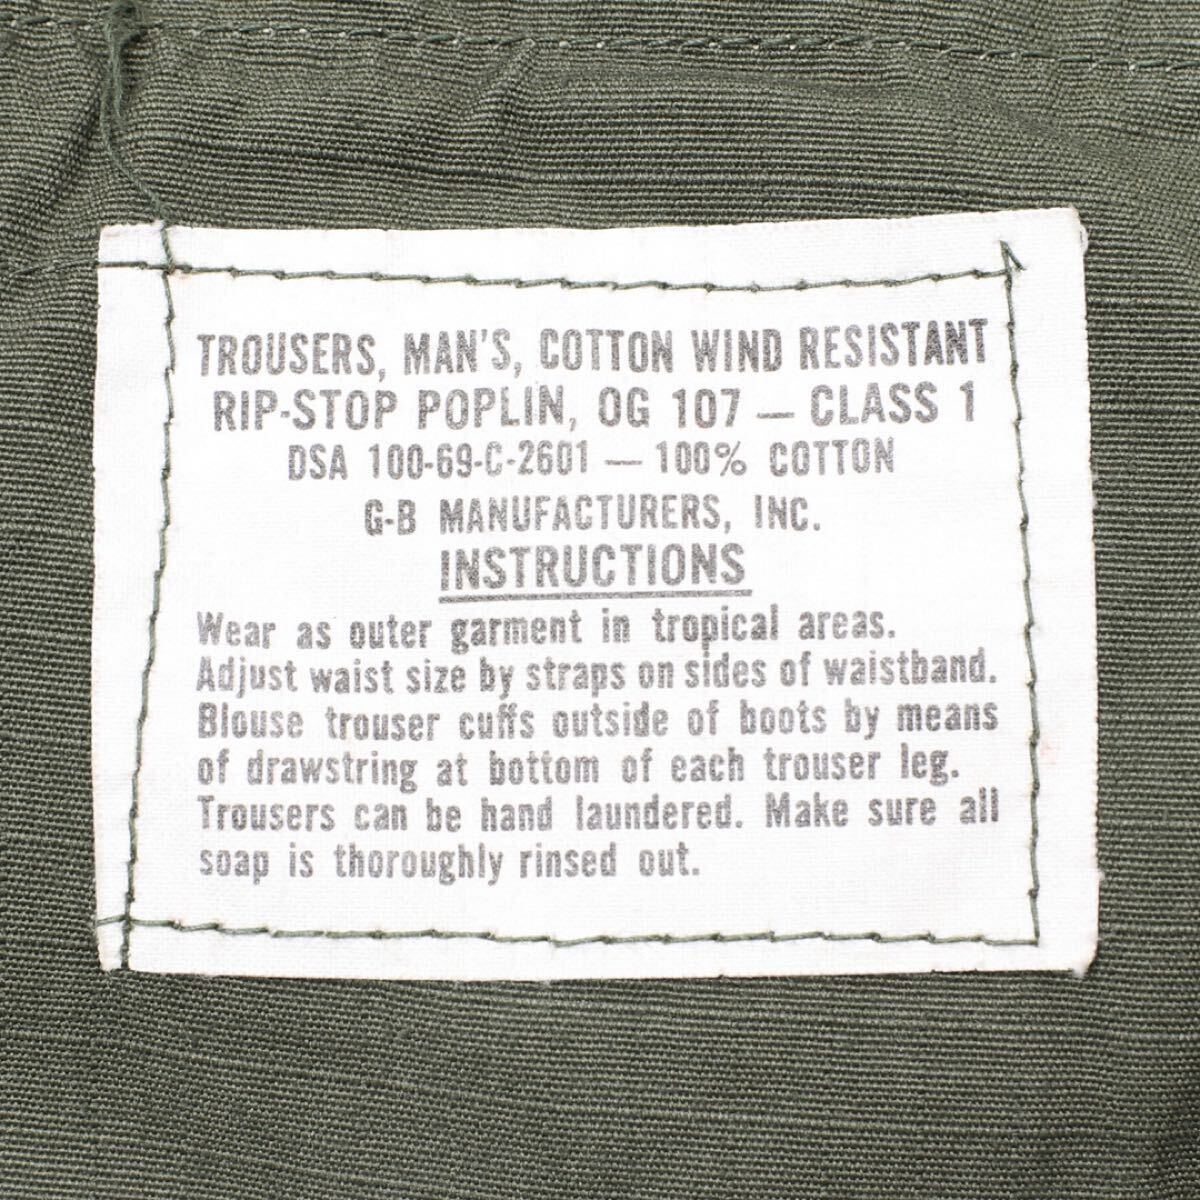 TROUSERS, MAN'S, COTTON WIND RESISTANT
RIP-STOP POPLIN, OG 107 — CLASS 1
DSA 100-69-C-2601 — 100% COTTON
G-B MANUFACTURERS, INC.
INSTRUCTIONS
Wear as outer garment in tropical areas.
Adjust waist size by straps on sides of waistband.
Blouse trouser cuffs outside of boots by means
of drawstring at bottom of each trouser leg.
Trousers can be hand laundered. Make sure all
soap is thoroughly rinsed out.